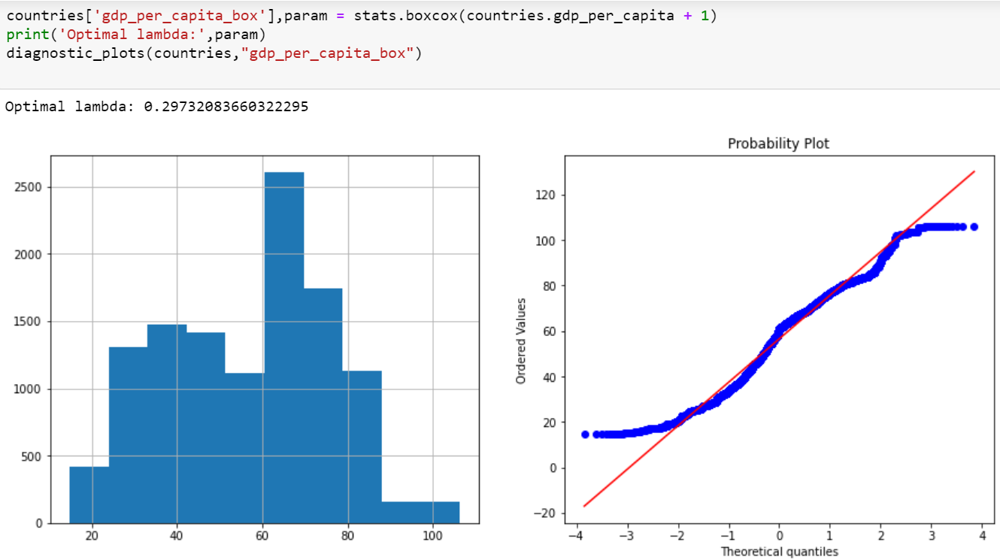 countries['gdp_per_capita_box'],param = stats.boxcox(countries.gdp_per_capita + 1)
print('Optimal lambda:',param)
diagnostic_plots(countries,"gdp_per_capita_box")
Optimal lambda: 0.29732083660322295
2500
2000
1500
1000
500
0
20 40 60 80 100
Probability Plot
Ordered Values
120
100
80
60
40
20
0
−20
−4 −3 −2 −1 0 1 2 3 4
Theoretical quantiles